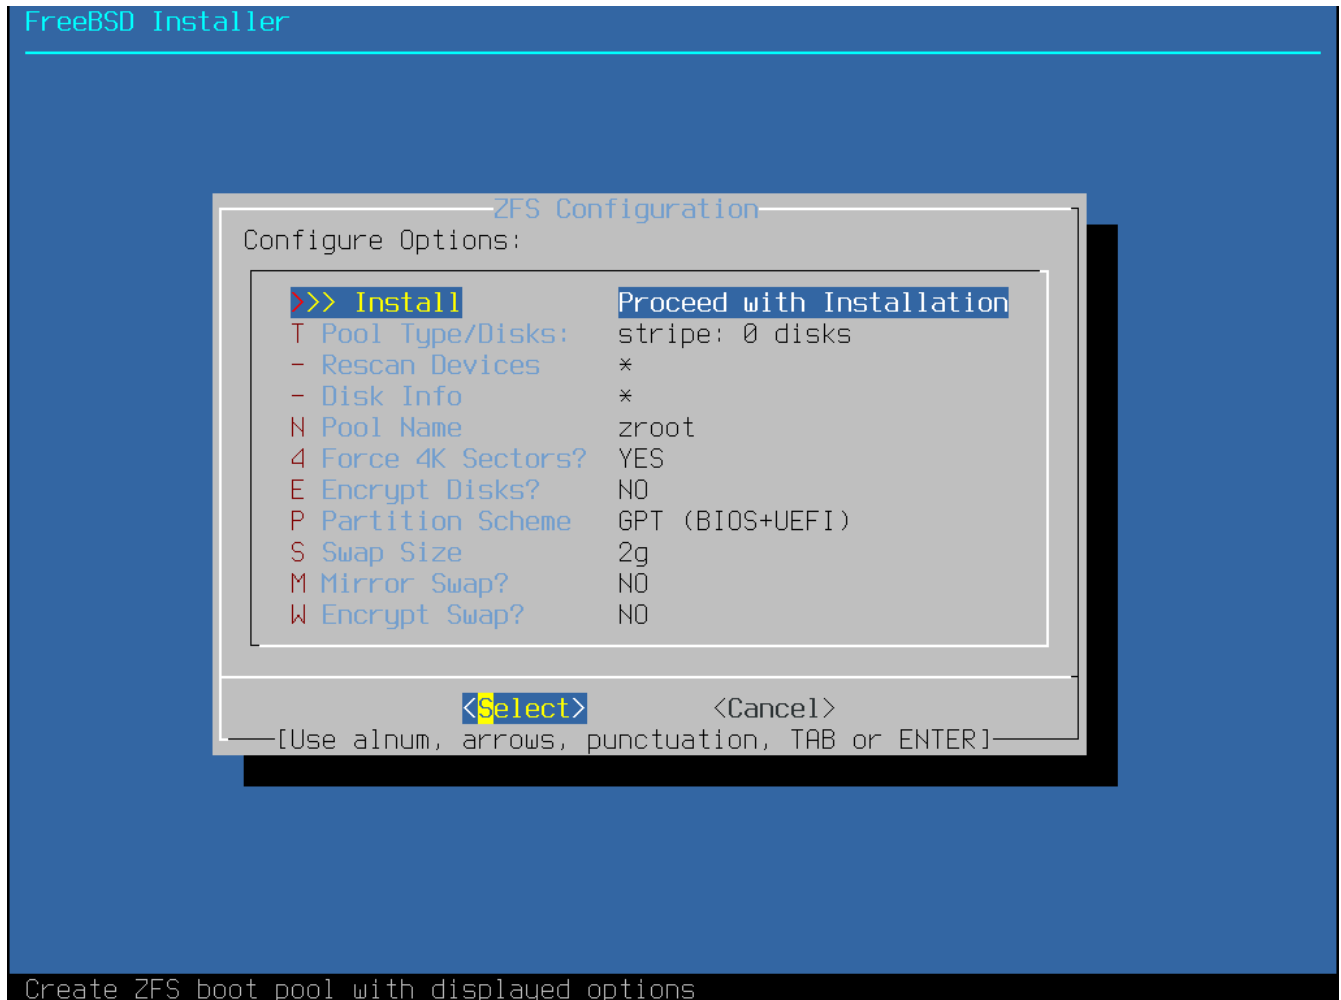 FreeBSD Installer
ZFS Configuration
Configure Options:
>>> Install Proceed with Installation
T Pool Type/Disks: stripe: 0 disks
- Rescan Devices *
- Disk Info *
N Pool Name zroot
4 Force 4K Sectors? YES
E Encrypt Disks? NO
P Partition Scheme GPT (BIOS+UEFI)
S Swap Size 2g
M Mirror Swap? NO
W Encrypt Swap? NO
<Select> <Cancel>
[Use alnum, arrows, punctuation, TAB or ENTER]
Create ZFS boot pool with displayed options